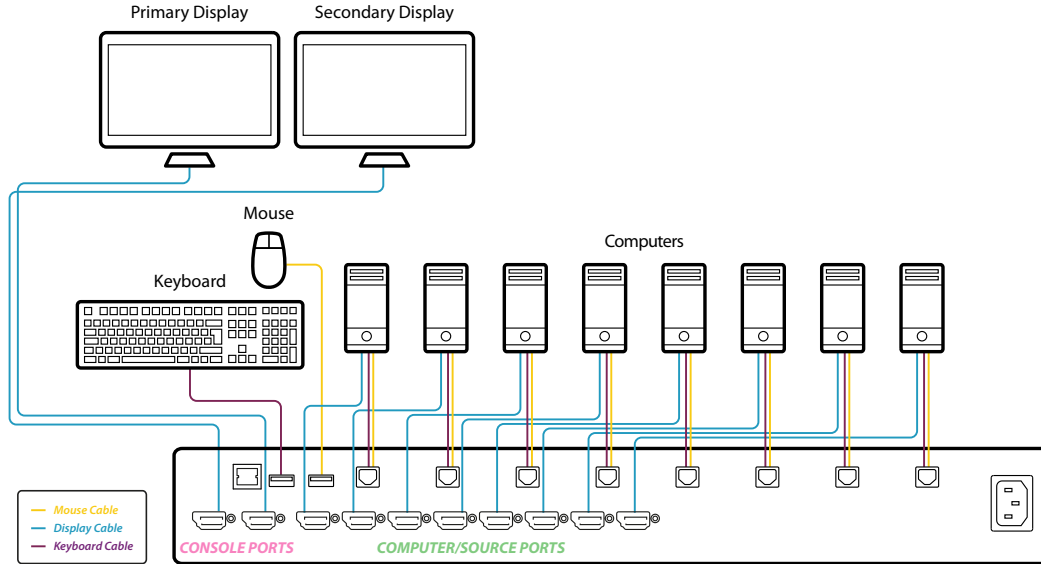 Primary Display
Secondary Display
Mouse
Computers
Keyboard
Mouse Cable
Display Cable
Keyboard Cable
CONSOLE PORTS
COMPUTER/SOURCE PORTS